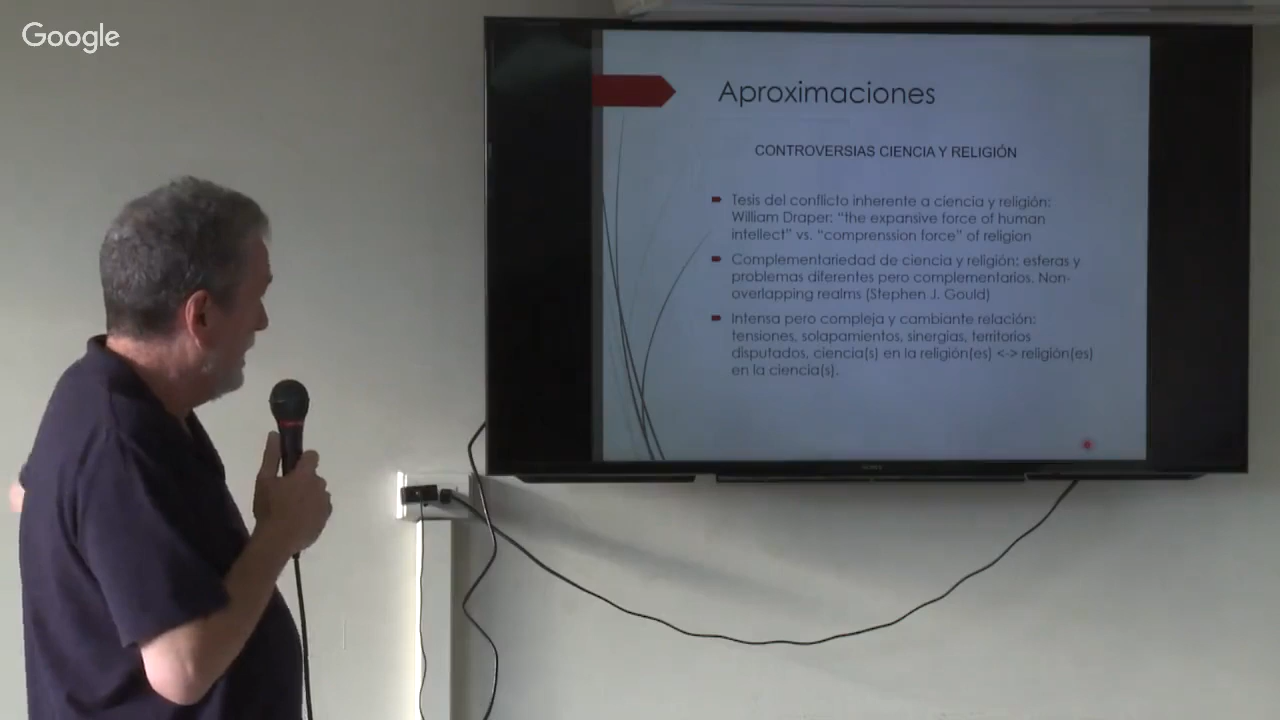 Google
Aproximaciones
CONTROVERSIAS CIENCIA Y RELIGIÓN
Tesis del conflicto inherente a ciencia y religión:
William Draper: “the expansive force of human
intellect” vs. “comprenssion force” of religion
Complementariedad de ciencia y religión: esferas y
problemas diferentes pero complementarios. Non-
overlapping realms (Stephen J. Gould)
Intensa pero compleja y cambiante relación:
tensiones, solapamientos, sinergias, territorios
disputados, ciencia(s) en la religión(es) <-> religión(es)
en la ciencia(s).